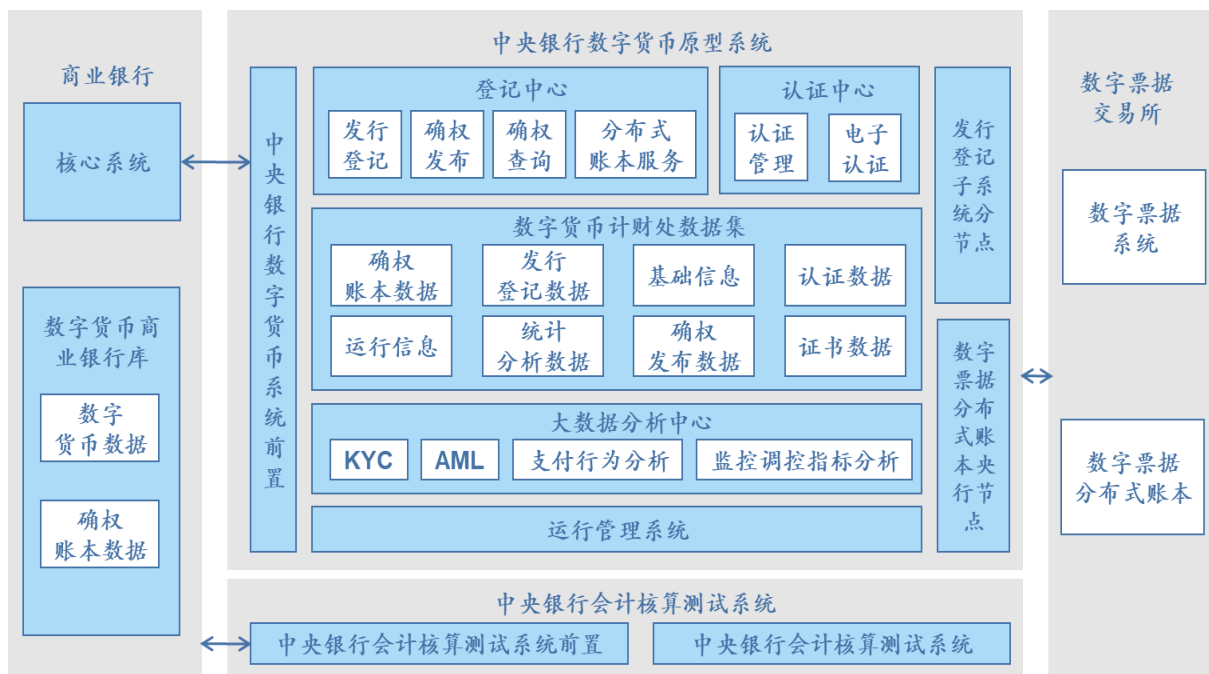 商业银行
核心系统
数字货币商
业银行库
数字
货币数据
确权
账本数据
中央银行数字货币原型系统
中央银行数字货币系统前置
登记中心
发行
登记
确权
发布
确权
查询
分布式
账本服务
认证中心
认证
管理
电子
认证
数字货币计财处数据集
确权
账本数据
发行
登记数据
基础信息
认证数据
运行信息
统计
分析数据
确权
发布数据
证书数据
大数据分析中心
KYC
AML
支付行为分析
监控调控指标分析
运行管理系统
发行
登记
子系
统分
节点
数字
票据
分布
式账
本央
行节
点
中央银行会计核算测试系统
中央银行会计核算测试系统前置
中央银行会计核算测试系统
数字票据
交易所
数字票据
系统
数字票据
分布式账本